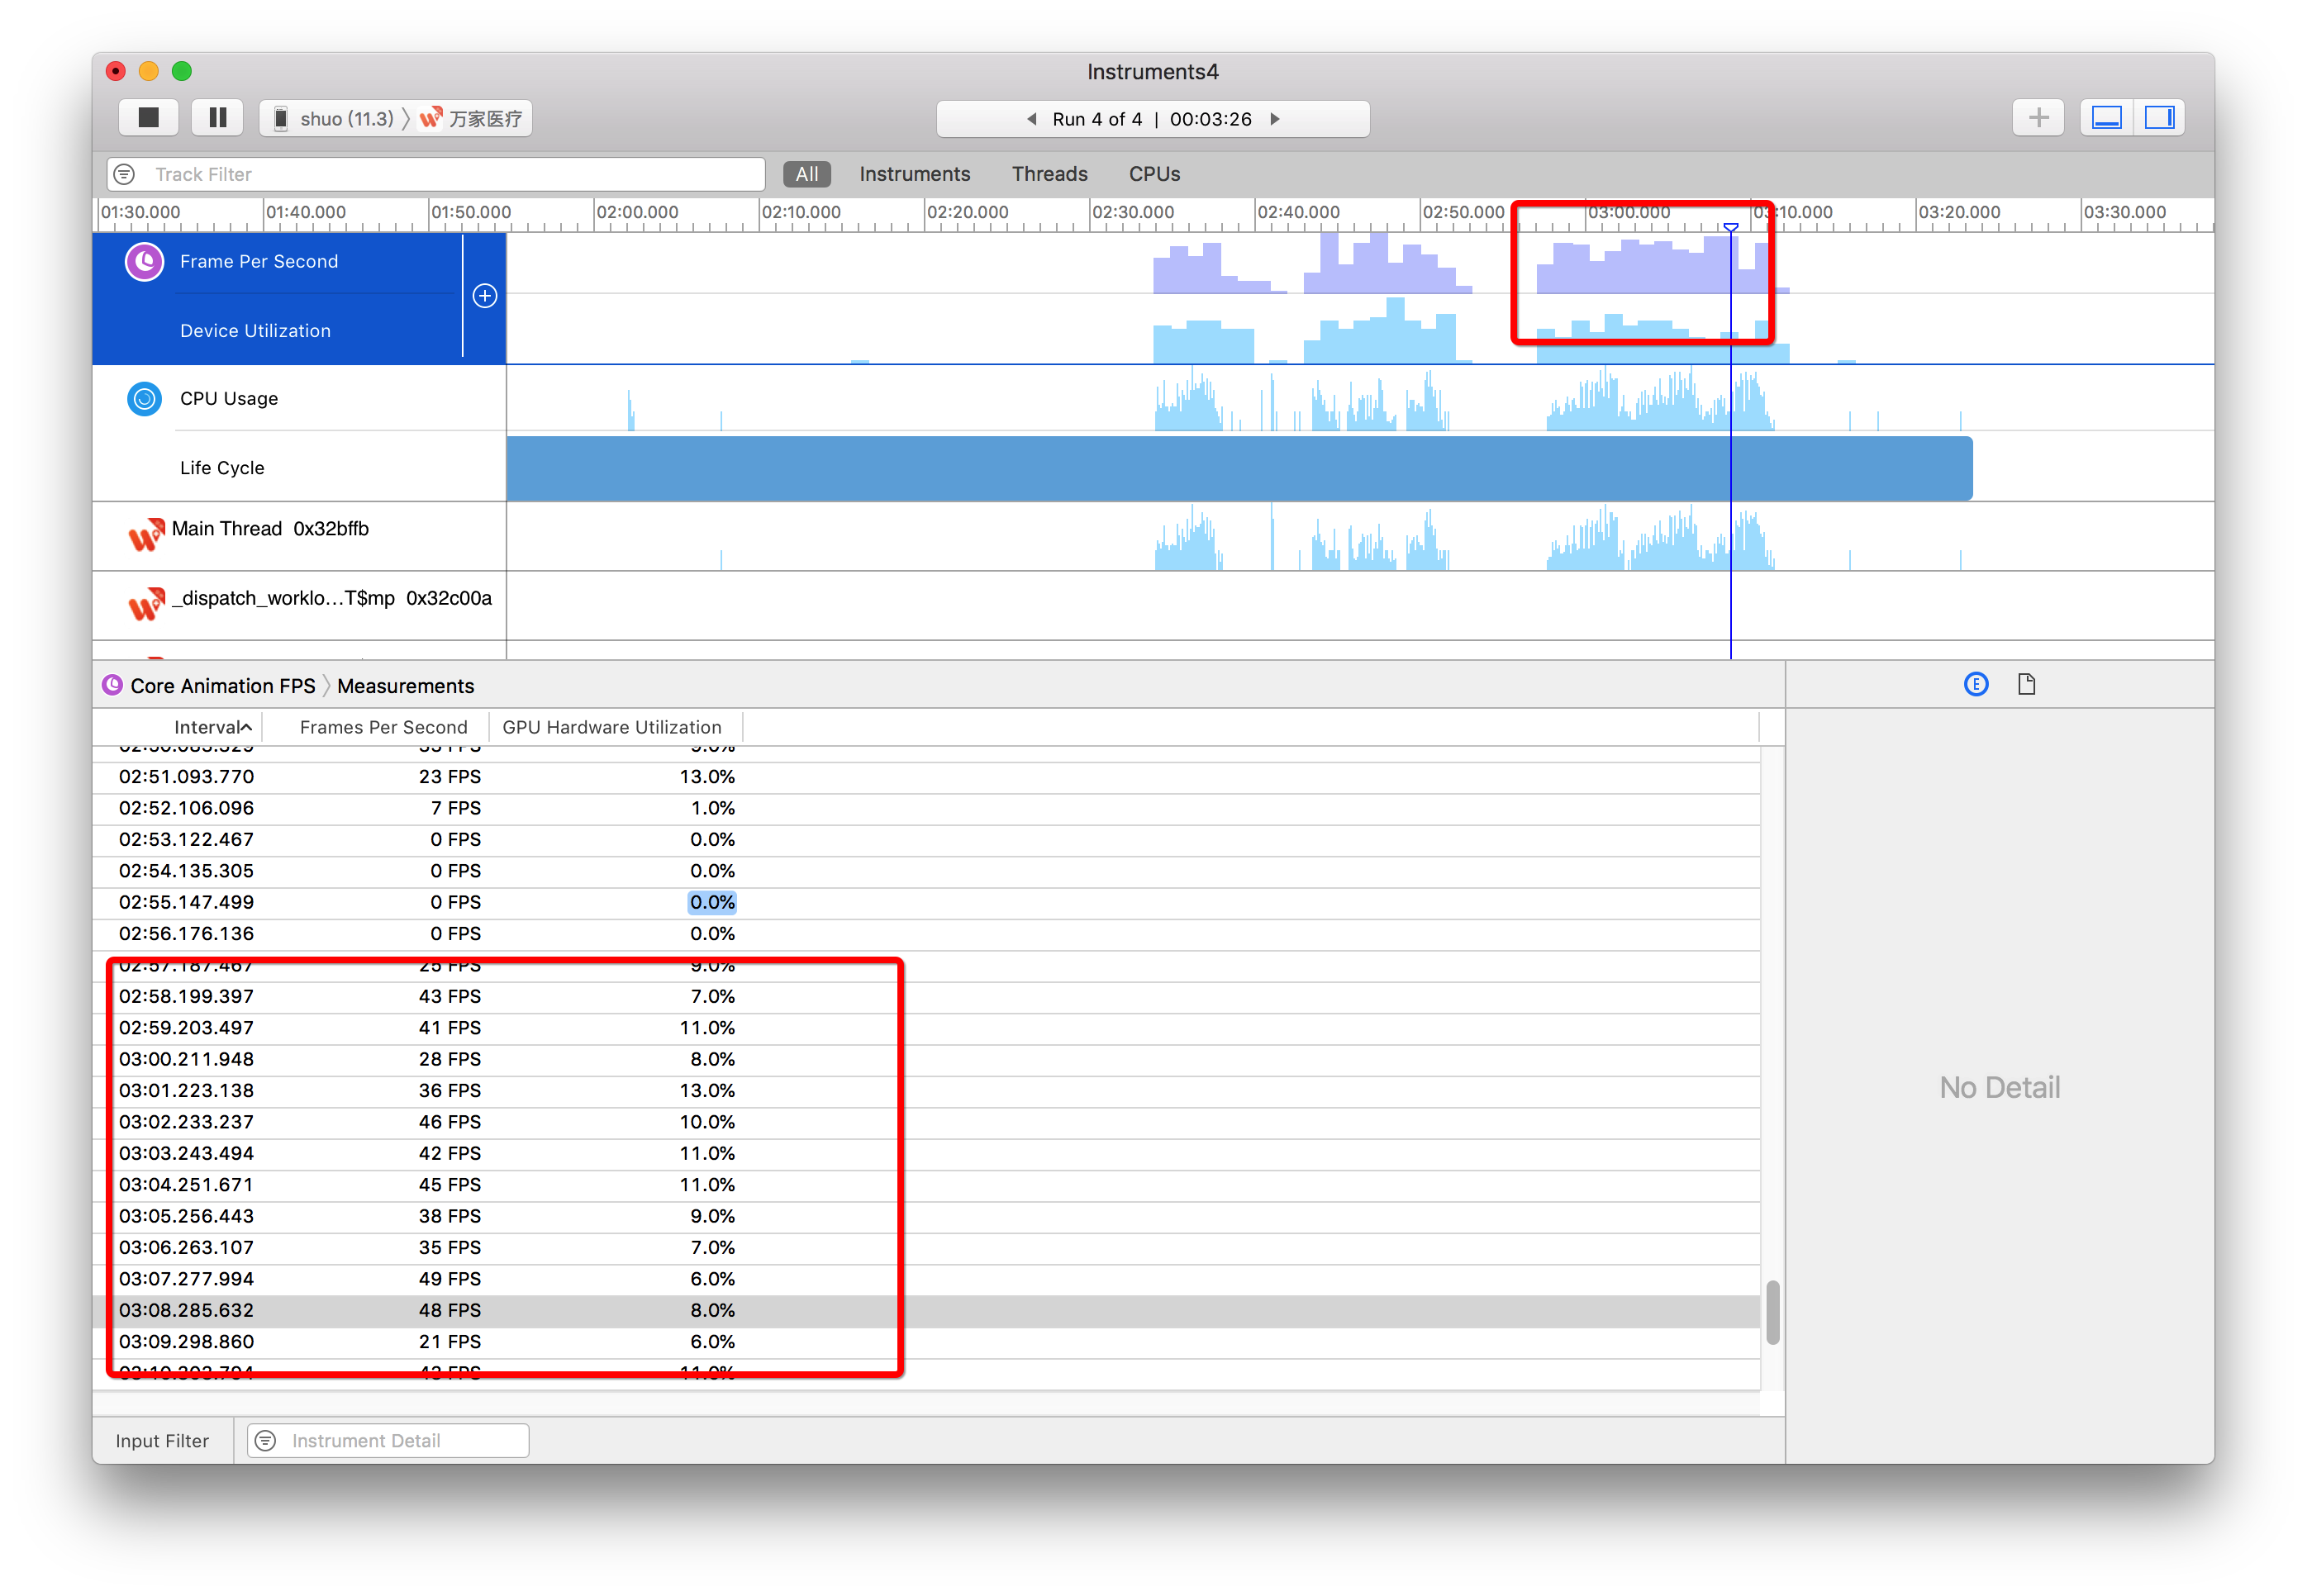 Instruments4
shuo (11.3) 〉 万家医疗
Run 4 of 4 | 00:03:26
Track Filter All Instruments Threads CPUs
01:30.000 01:40.000 01:50.000 02:00.000 02:10.000 02:20.000 02:30.000 02:40.000 02:50.000 03:00.000 03:10.000 03:20.000 03:30.000
Frame Per Second
Device Utilization
CPU Usage
Life Cycle
Main Thread 0x32bffb
_dispatch_worklo...T$mp 0x32c00a
Core Animation FPS 〉 Measurements
Interval Frames Per Second GPU Hardware Utilization
02:51.093.770 23 FPS 13.0%
02:52.106.096 7 FPS 1.0%
02:53.122.467 0 FPS 0.0%
02:54.135.305 0 FPS 0.0%
02:55.147.499 0 FPS 0.0%
02:56.176.136 0 FPS 0.0%
02:57.187.467 25 FPS 9.0%
02:58.199.397 43 FPS 7.0%
02:59.203.497 41 FPS 11.0%
03:00.211.948 28 FPS 8.0%
03:01.223.138 36 FPS 13.0%
03:02.233.237 46 FPS 10.0%
03:03.243.494 42 FPS 11.0%
03:04.251.671 45 FPS 11.0%
03:05.256.443 38 FPS 9.0%
03:06.263.107 35 FPS 7.0%
03:07.277.994 49 FPS 6.0%
03:08.285.632 48 FPS 8.0%
03:09.298.860 21 FPS 6.0%
No Detail
Input Filter Instrument Detail